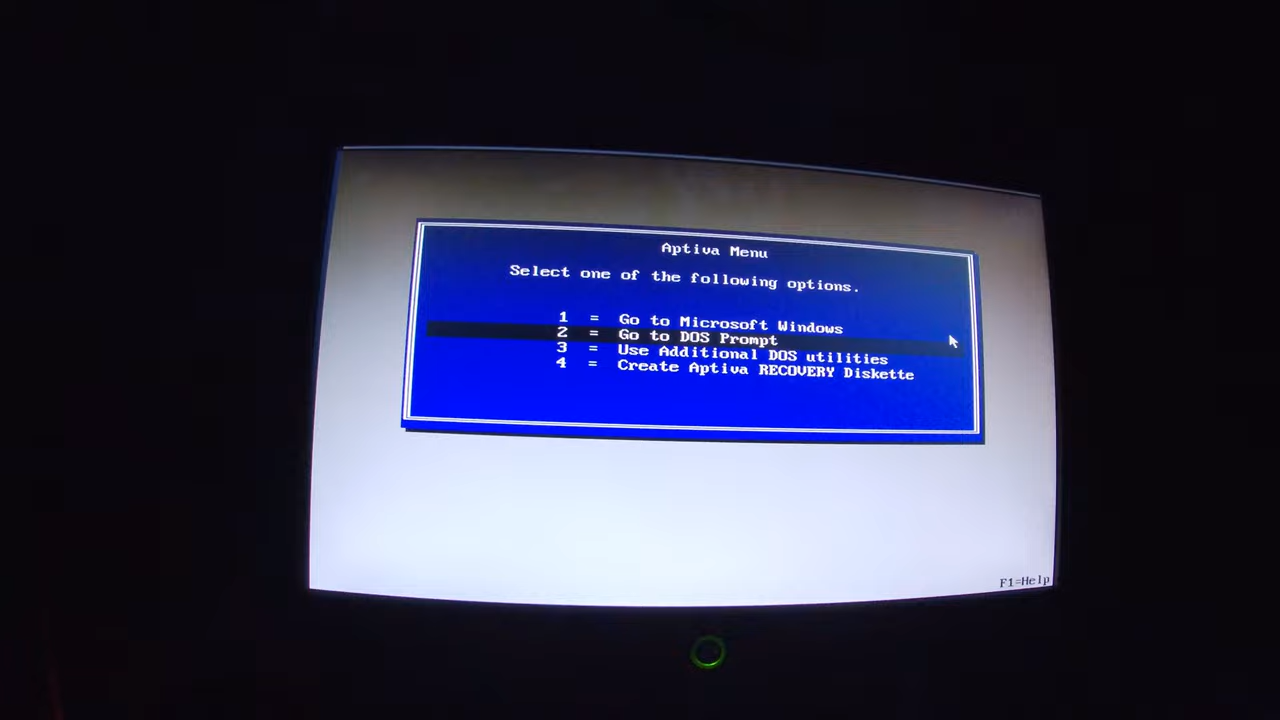 Aptiva Menu
Select one of the following options.
1 = Go to Microsoft Windows
2 = Go to DOS Prompt
3 = Use Additional DOS utilities
4 = Create Aptiva RECOVERY Diskette
F1=Help